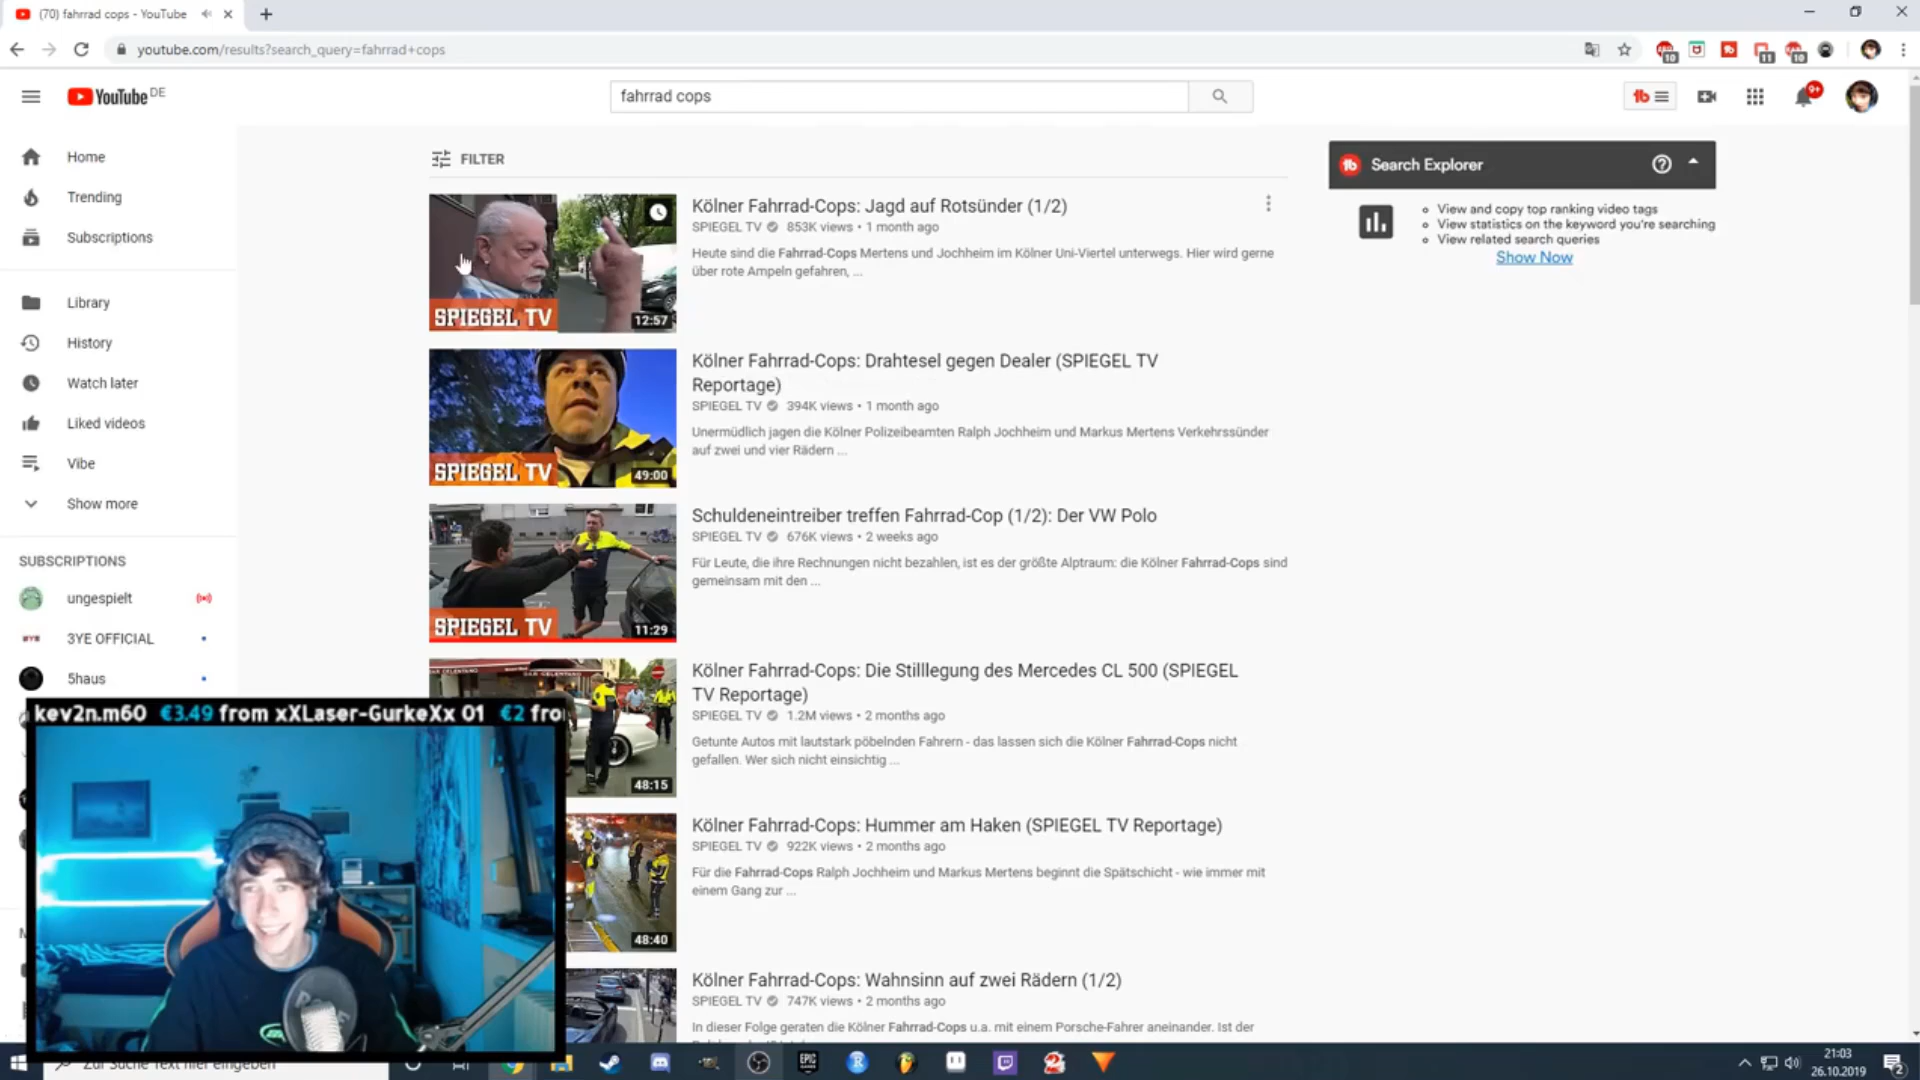 (70) fahrrad cops - YouTube
youtube.com/results?search_query=fahrrad+cops
10
11
10
YouTube DE
fahrrad cops
9+
Home
Trending
Subscriptions
Library
History
Watch later
Liked videos
Vibe
Show more
SUBSCRIPTIONS
ungespielt
3YE OFFICIAL
5haus
FILTER
SPIEGEL TV
12:57
Kölner Fahrrad-Cops: Jagd auf Rotsünder (1/2)
SPIEGEL TV 853K views • 1 month ago
Heute sind die Fahrrad-Cops Mertens und Jochheim im Kölner Uni-Viertel unterwegs. Hier wird gerne
über rote Ampeln gefahren, ...
SPIEGEL TV
49:00
Kölner Fahrrad-Cops: Drahtesel gegen Dealer (SPIEGEL TV
Reportage)
SPIEGEL TV 394K views • 1 month ago
Unermüdlich jagen die Kölner Polizeibeamten Ralph Jochheim und Markus Mertens Verkehrssünder
auf zwei und vier Rädern ...
SPIEGEL TV
11:29
Schuldeneintreiber treffen Fahrrad-Cop (1/2): Der VW Polo
SPIEGEL TV 676K views • 2 weeks ago
Für Leute, die ihre Rechnungen nicht bezahlen, ist es der größte Alptraum: die Kölner Fahrrad-Cops sind
gemeinsam mit den ...
48:15
Kölner Fahrrad-Cops: Die Stilllegung des Mercedes CL 500 (SPIEGEL
TV Reportage)
SPIEGEL TV 1.2M views • 2 months ago
Getunte Autos mit lautstark pöbelnden Fahrern - das lassen sich die Kölner Fahrrad-Cops nicht
gefallen. Wer sich nicht einsichtig ...
48:40
Kölner Fahrrad-Cops: Hummer am Haken (SPIEGEL TV Reportage)
SPIEGEL TV 922K views • 2 months ago
Für die Fahrrad-Cops Ralph Jochheim und Markus Mertens beginnt die Spätschicht - wie immer mit
einem Gang zur ...
Kölner Fahrrad-Cops: Wahnsinn auf zwei Rädern (1/2)
SPIEGEL TV 747K views • 2 months ago
In dieser Folge geraten die Kölner Fahrrad-Cops u.a. mit einem Porsche-Fahrer aneinander. Ist der
Search Explorer
View and copy top ranking video tags
View statistics on the keyword you're searching
View related search queries
Show Now
kev2n.m60 €3.49 from xXLaser-GurkeXx 01 €2 fro
Zur Suche Text hier eingeben
EPIC GAMES
21:03
26.10.2019
2